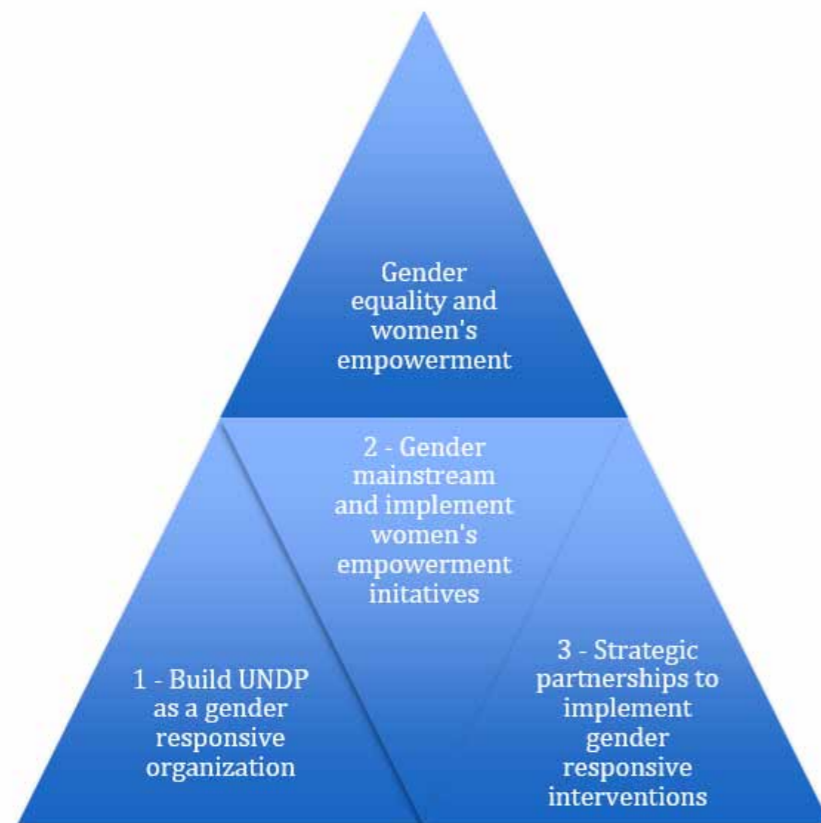 Gender
equality and
women's
empowerment
2 - Gender
mainstream
and implement
women's
empowerment
initatives
1 - Build UNDP
as a gender
responsive
organization
3 - Strategic
partnerships to
implement
gender
responsive
interventions